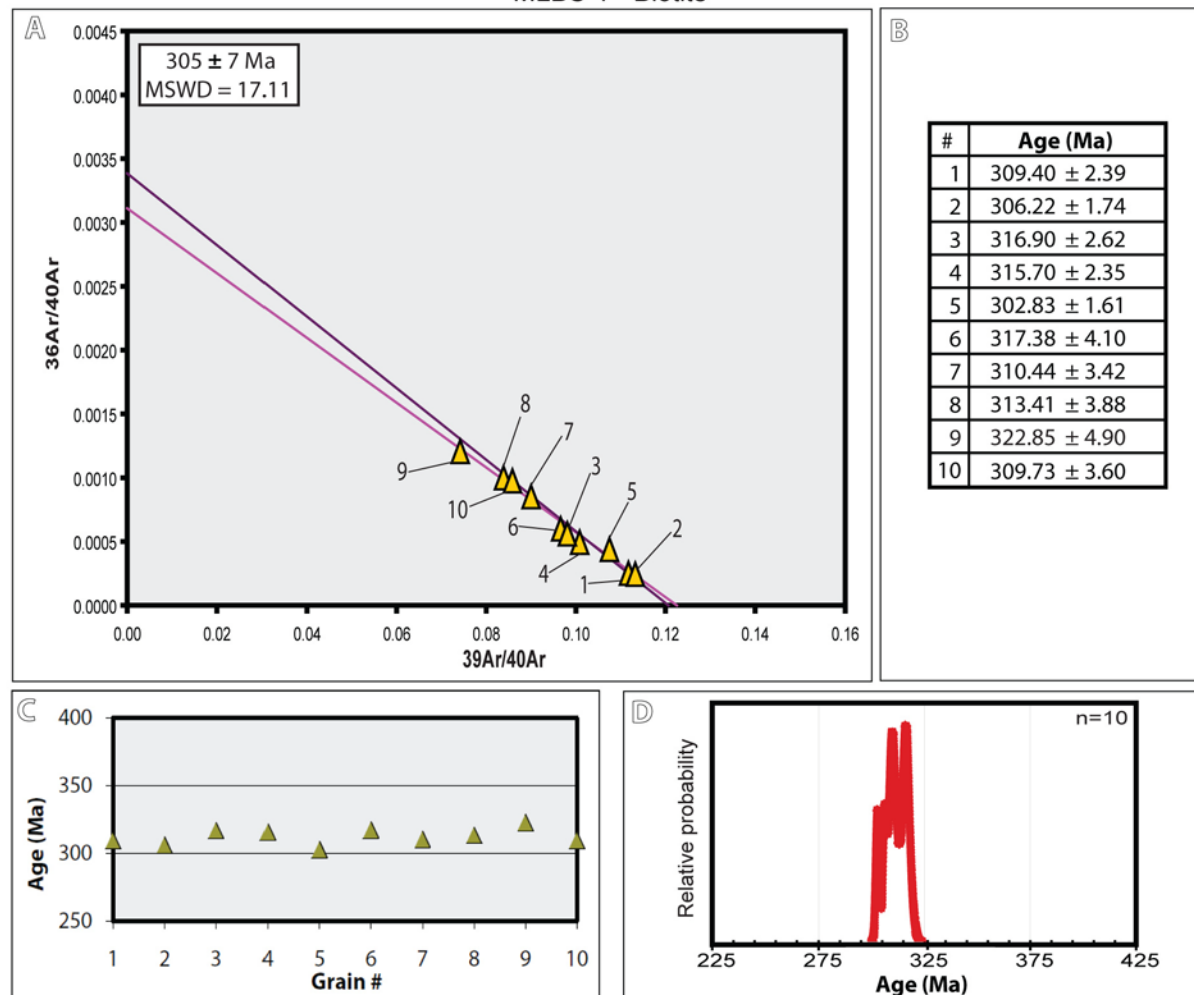 A
305 ± 7 Ma
MSWD = 17.11
36Ar/40Ar
0.0045
0.0040
0.0035
0.0030
0.0025
0.0020
0.0015
0.0010
0.0005
0.0000
8
7
9
3
5
10
6
2
4
1
0.00 0.02 0.04 0.06 0.08 0.10 0.12 0.14 0.16
39Ar/40Ar
B
# Age (Ma)
1 309.40 ± 2.39
2 306.22 ± 1.74
3 316.90 ± 2.62
4 315.70 ± 2.35
5 302.83 ± 1.61
6 317.38 ± 4.10
7 310.44 ± 3.42
8 313.41 ± 3.88
9 322.85 ± 4.90
10 309.73 ± 3.60
C
Age (Ma)
400
350
300
250
1 2 3 4 5 6 7 8 9 10
Grain #
D
n=10
Relative probability
225 275 325 375 425
Age (Ma)